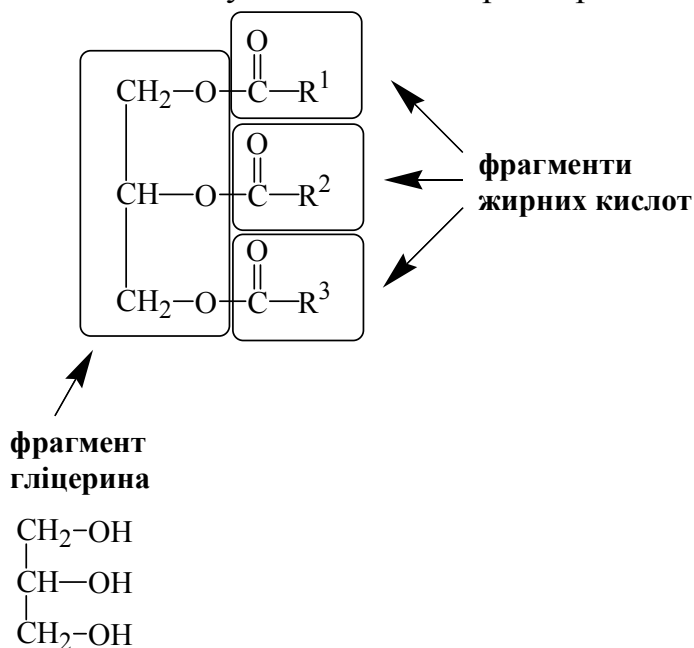 O
CH₂–O–C–R¹
O
CH–O–C–R²
O
CH₂–O–C–R³
фрагменти
жирних кислот
фрагмент
гліцерина
CH₂–OH
CH–OH
CH₂–OH